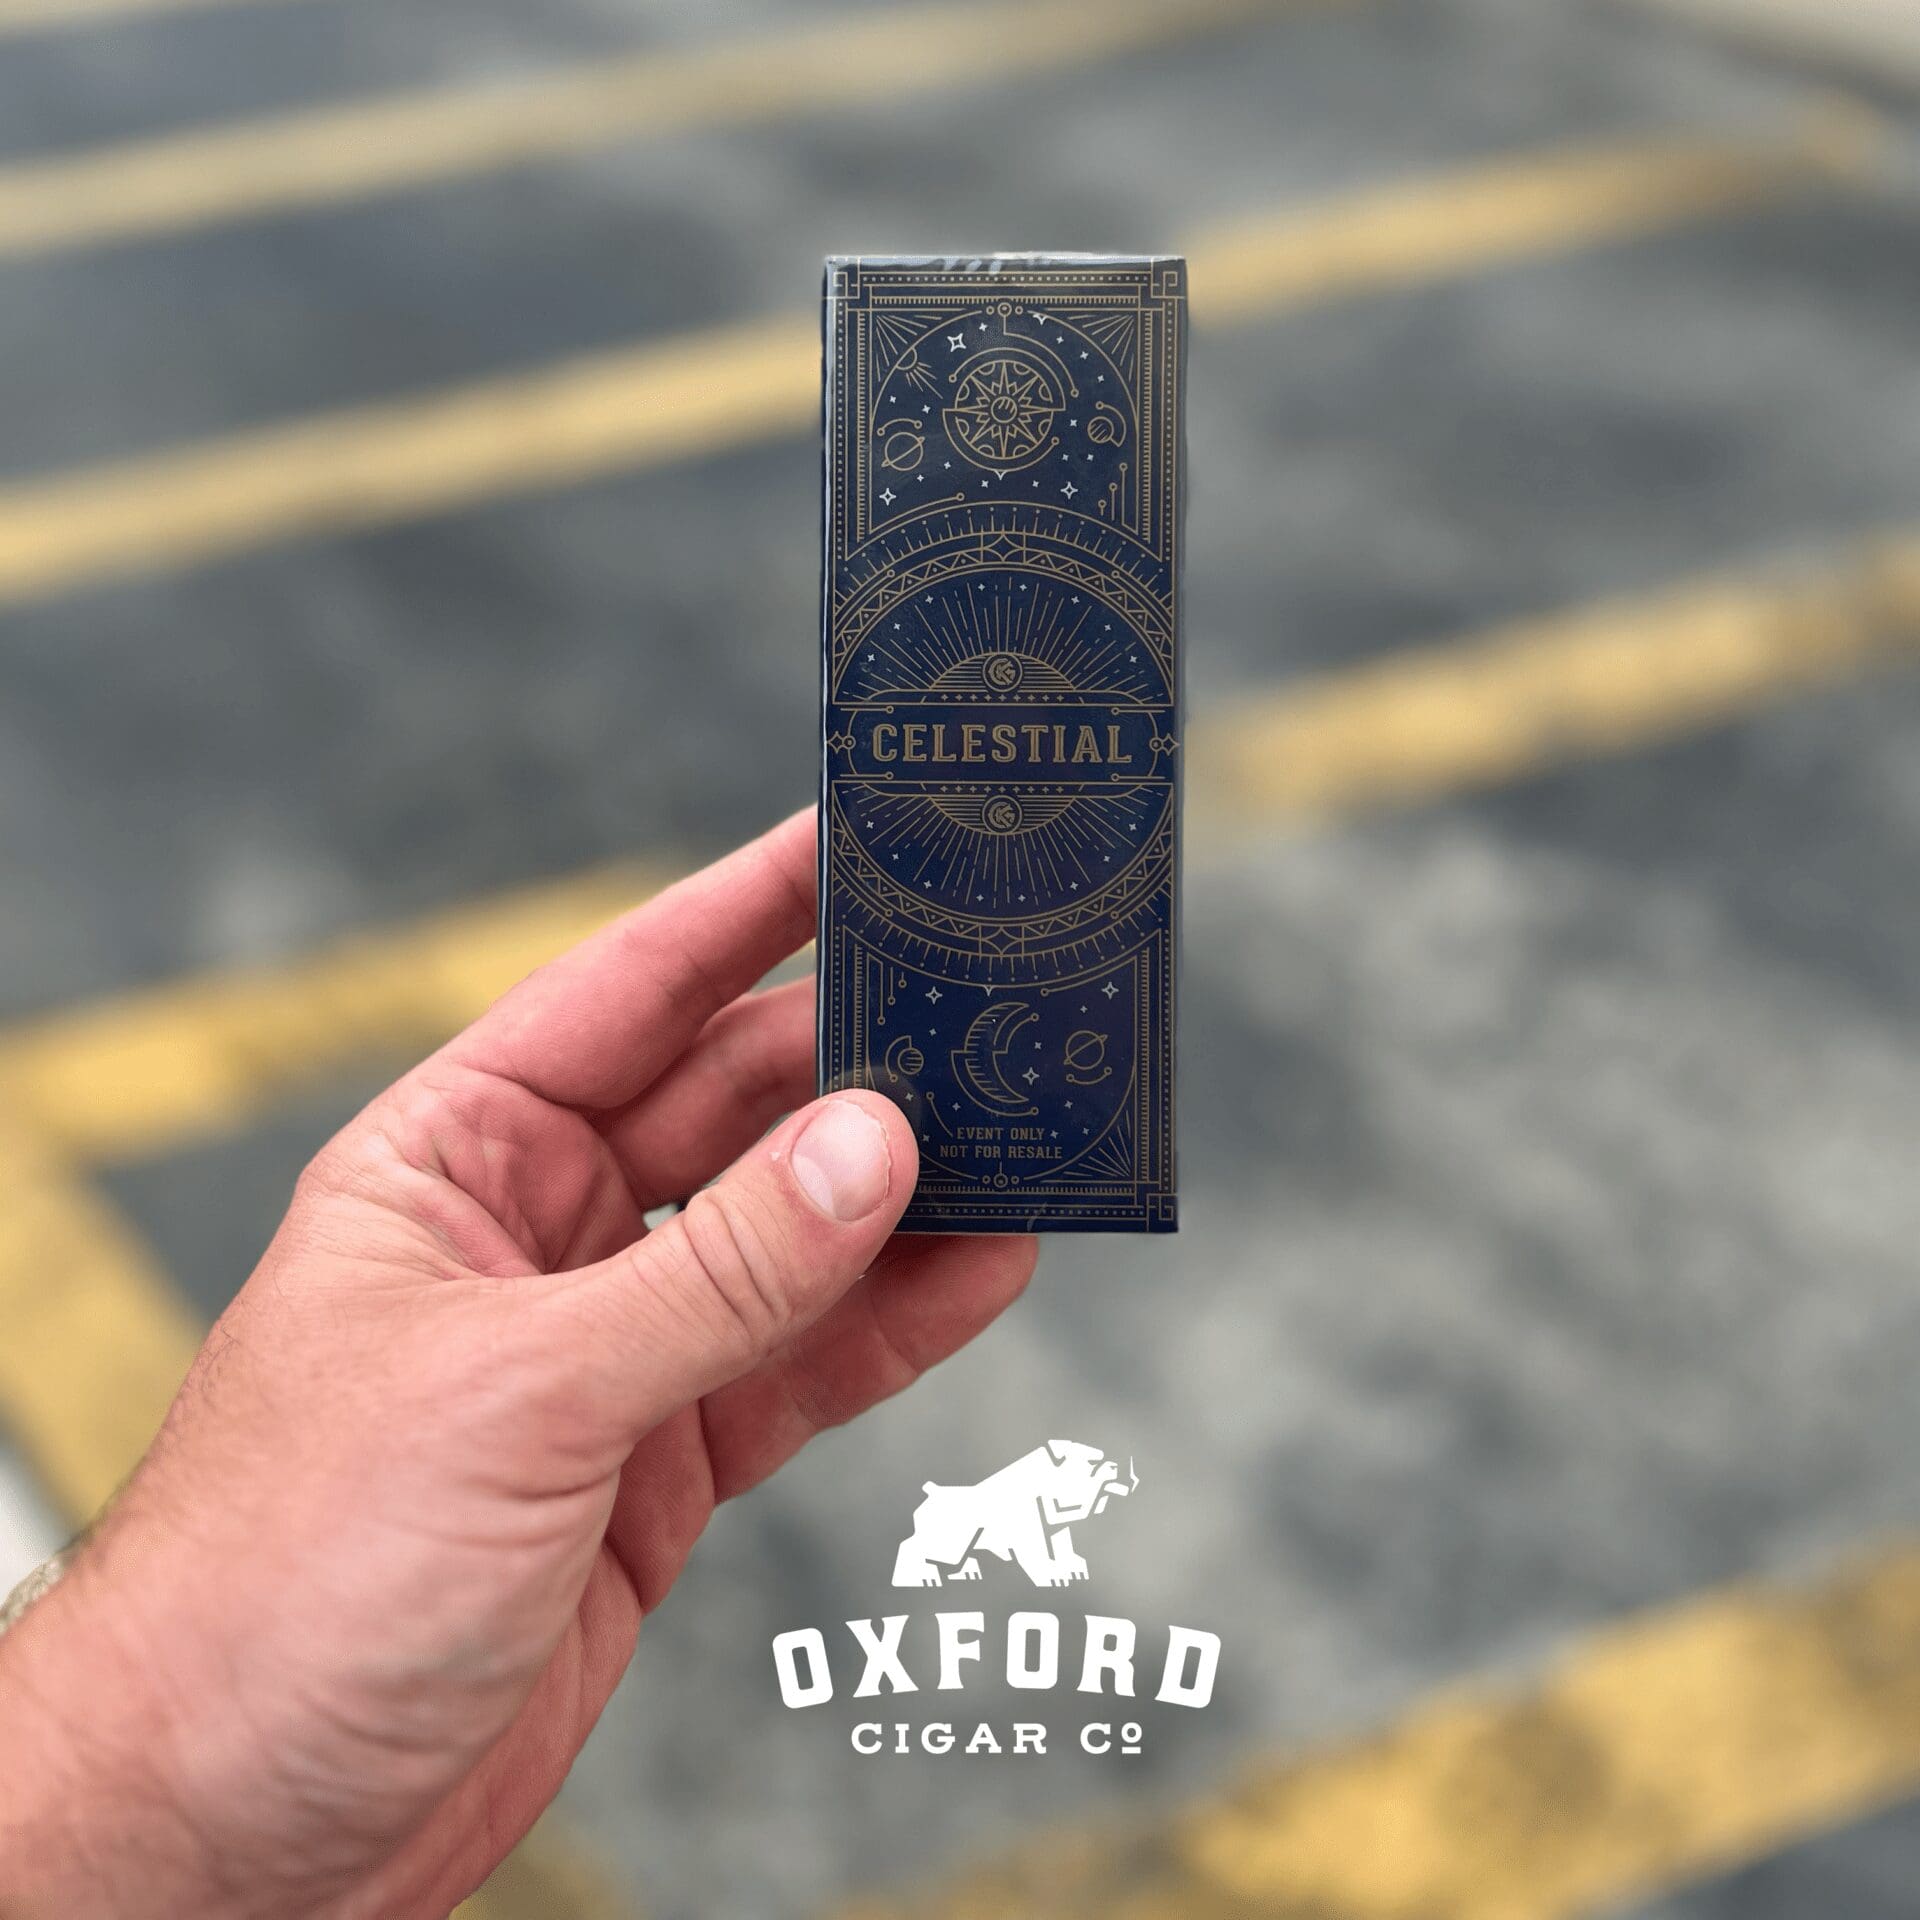 CELESTIAL
EVENT ONLY
NOT FOR RESALE
OXFORD
CIGAR Cº